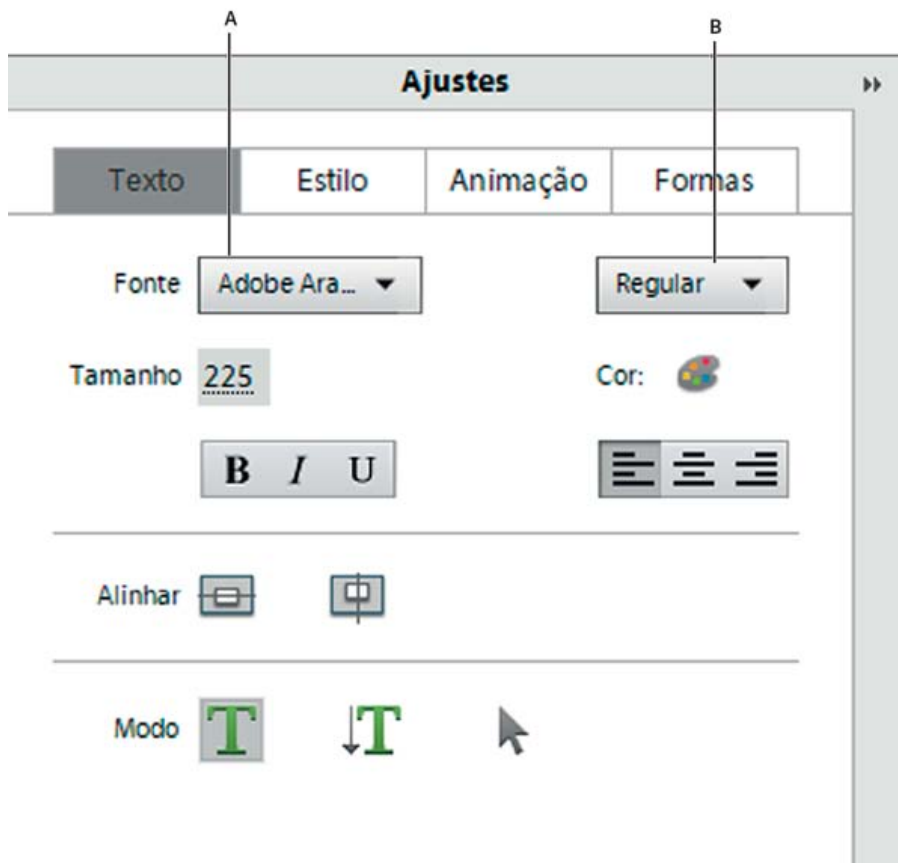 A
B
Ajustes
Texto Estilo Animação Formas
Fonte Adobe Ara... Regular
Tamanho 225 Cor:
B I U
Alinhar
Modo T T